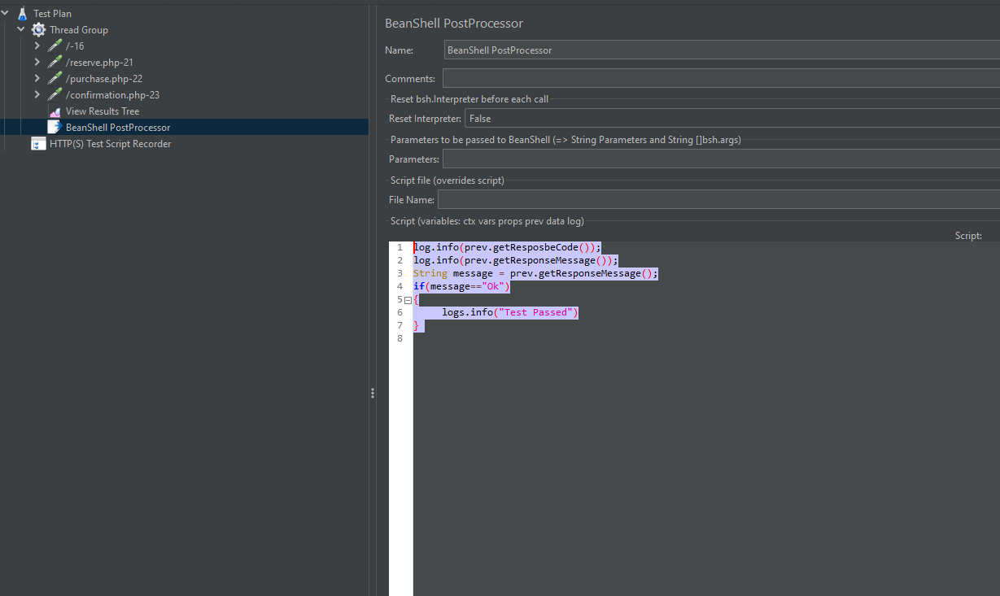 Test Plan
Thread Group
/-16
/reserve.php-21
/purchase.php-22
/confirmation.php-23
View Results Tree
BeanShell PostProcessor
HTTP(S) Test Script Recorder
BeanShell PostProcessor
Name: BeanShell PostProcessor
Comments:
Reset bsh.Interpreter before each call
Reset Interpreter: False
Parameters to be passed to BeanShell (=> String Parameters and String []bsh.args)
Parameters:
Script file (overrides script)
File Name:
Script (variables: ctx vars props prev data log)
Script:
1 log.info(prev.getResposbeCode());
2 log.info(prev.getResponseMessage());
3 String message = prev.getResponseMessage();
4 if(message=="Ok")
5 {
6 logs.info("Test Passed")
7 }
8